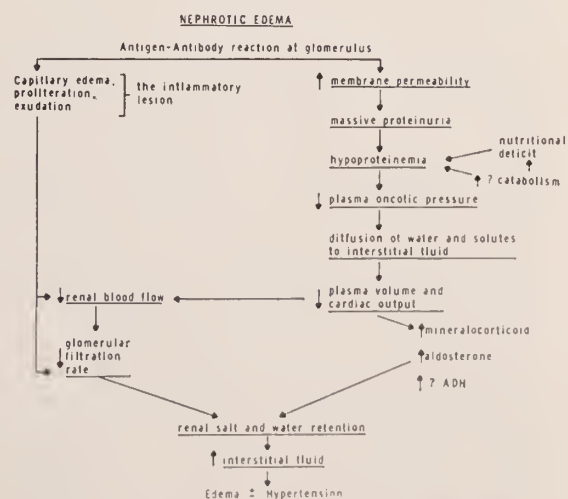 NEPHROTIC EDEMA
Antigen-Antibody reaction at glomerulus
Capillary edema,
proliferation,
exudation
the inflammatory
lesion
↑ membrane permeability
massive proteinuria
hypoproteinemia
nutritional
deficit
↑ ? catabolism
↓ plasma oncotic pressure
diffusion of water and solutes
to interstitial fluid
↓ renal blood flow
↓ plasma volume and
cardiac output
↑ mineralocorticoid
↓ glomerular
filtration
rate
↑ aldosterone
↑ ? ADH
renal salt and water retention
↑ interstitial fluid
Edema ± Hypertension